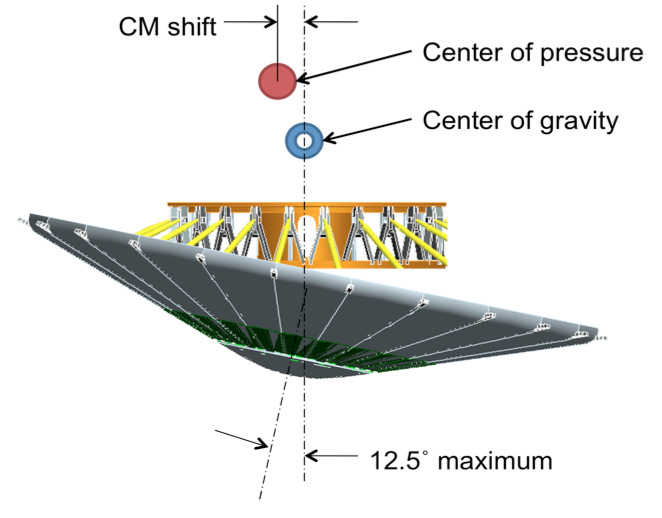 CM shift
Center of pressure
Center of gravity
12.5° maximum